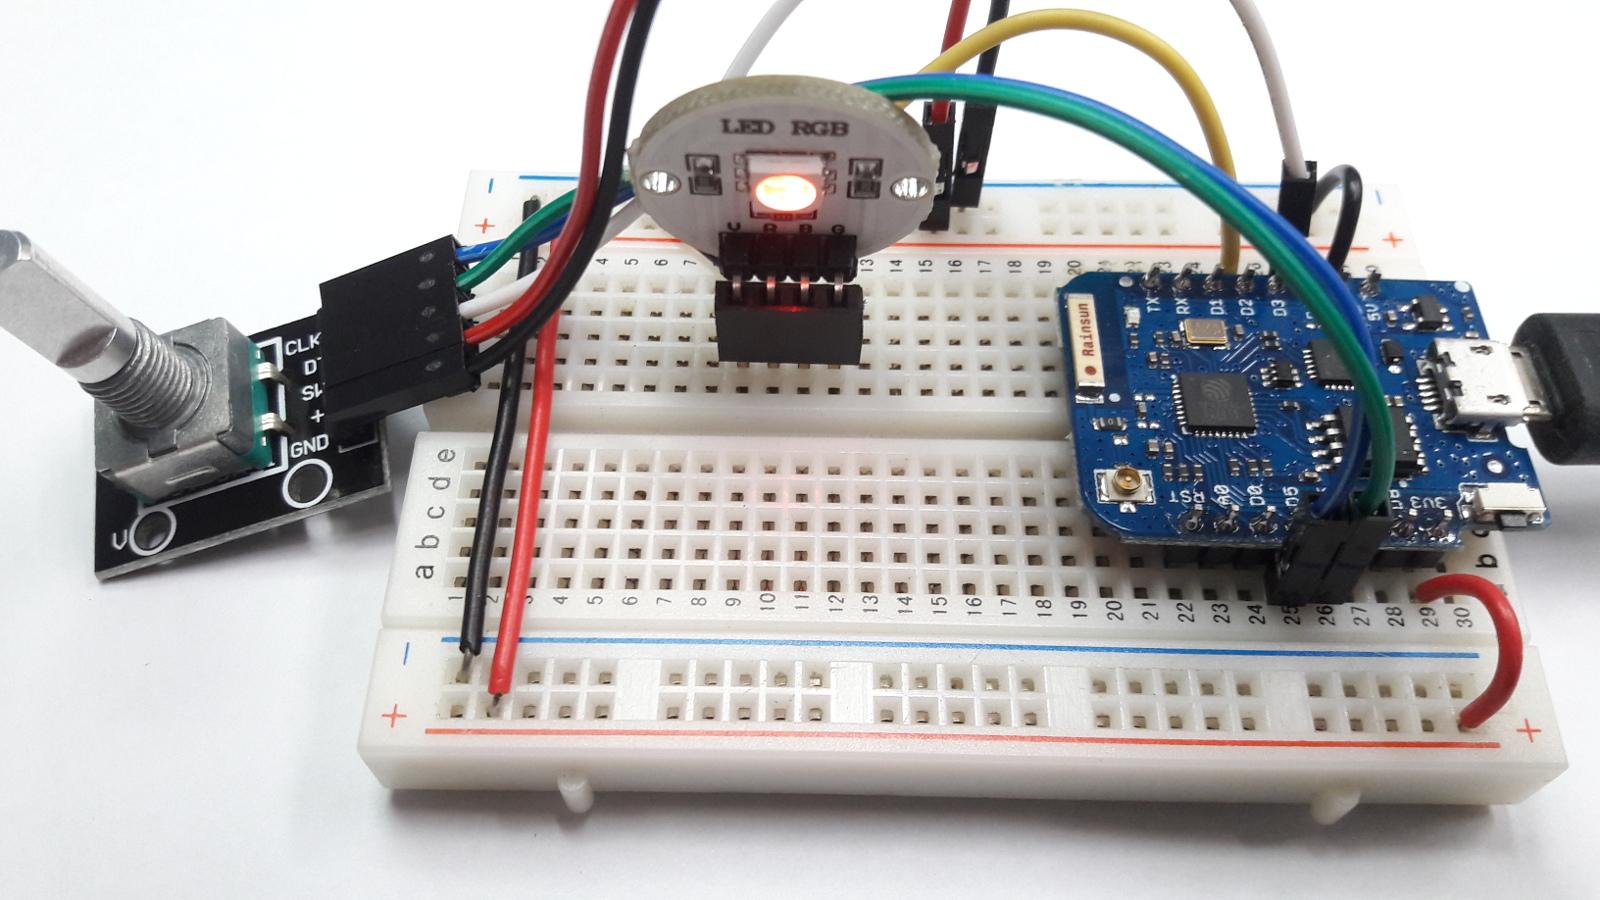 LED RGB
V R B G
- -
+ +
4 5 6 7 13 14 15 16 17 18 19 20
CLK
+
GND
V
TX RX D1 D2 D3 5V
Rainsun
RST A0 D0 D5 3V3
e
d
c
b
a
b
1 2 3 4 5 6 7 8 9 10 11 12 13 14 15 16 17 18 19 20 21 22 23 24 25 26 27 28 29 30
-
+ +